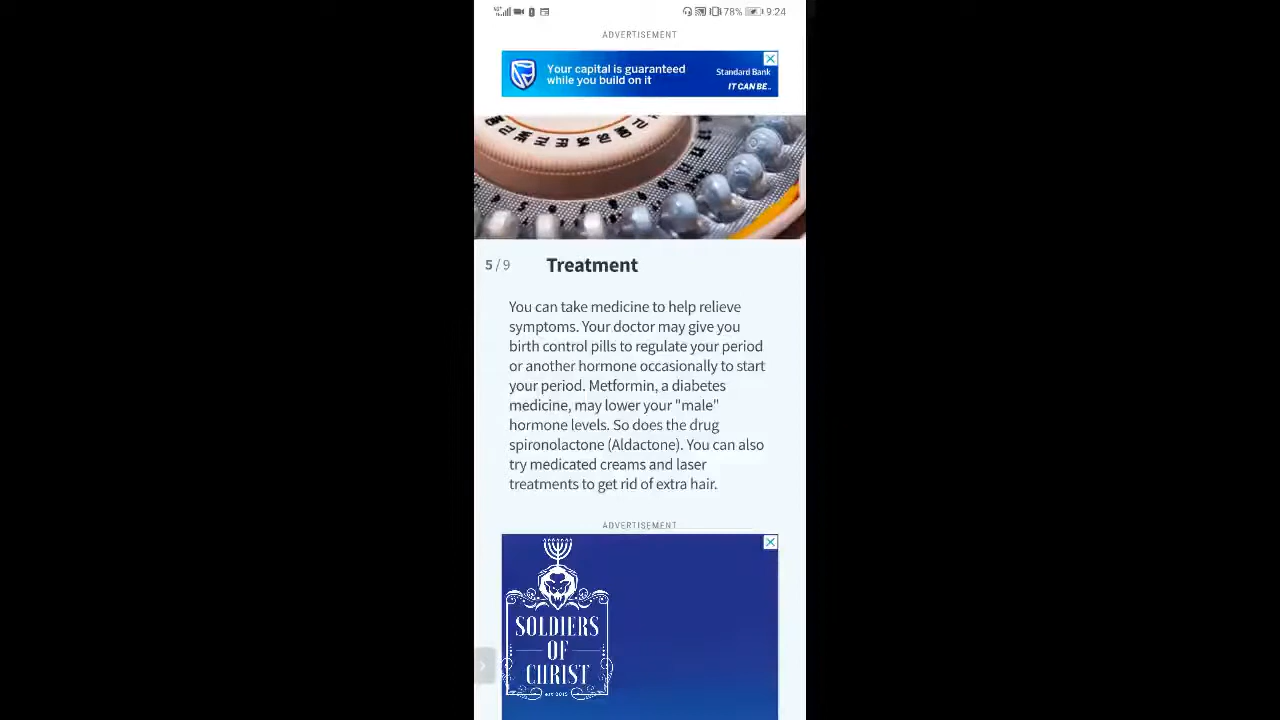 78% 9:24
ADVERTISEMENT
Your capital is guaranteed
while you build on it
Standard Bank
IT CAN BE..
5 / 9
Treatment
You can take medicine to help relieve
symptoms. Your doctor may give you
birth control pills to regulate your period
or another hormone occasionally to start
your period. Metformin, a diabetes
medicine, may lower your "male"
hormone levels. So does the drug
spironolactone (Aldactone). You can also
try medicated creams and laser
treatments to get rid of extra hair.
ADVERTISEMENT
SOLDIERS
OF
CHRIST